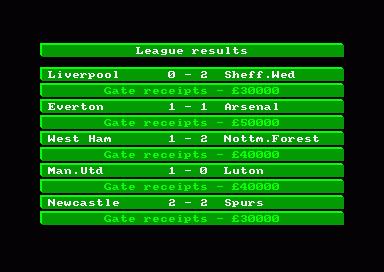 League results
Liverpool 0 - 2 Sheff.Wed
Gate receipts - £30000
Everton 1 - 1 Arsenal
Gate receipts - £50000
West Ham 1 - 2 Nottm.Forest
Gate receipts - £40000
Man.Utd 1 - 0 Luton
Gate receipts - £40000
Newcastle 2 - 2 Spurs
Gate receipts - £30000